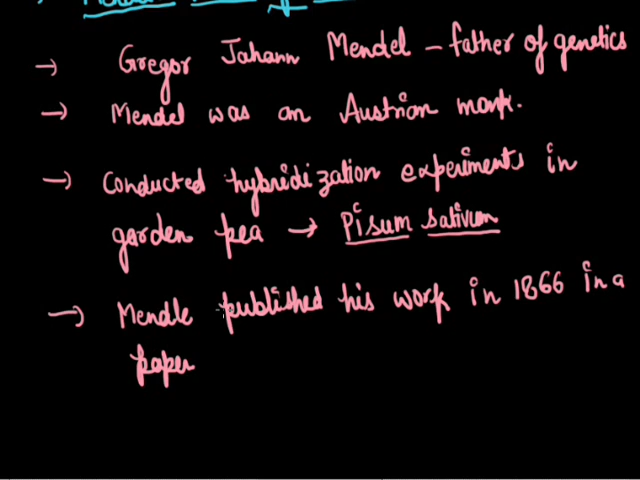 → Gregor Johann Mendel – father of genetics
→ Mendel was an Austrian monk.
→ Conducted hybridization experiments in
garden pea → Pisum sativum
→ Mendle published his work in 1866 in a
paper